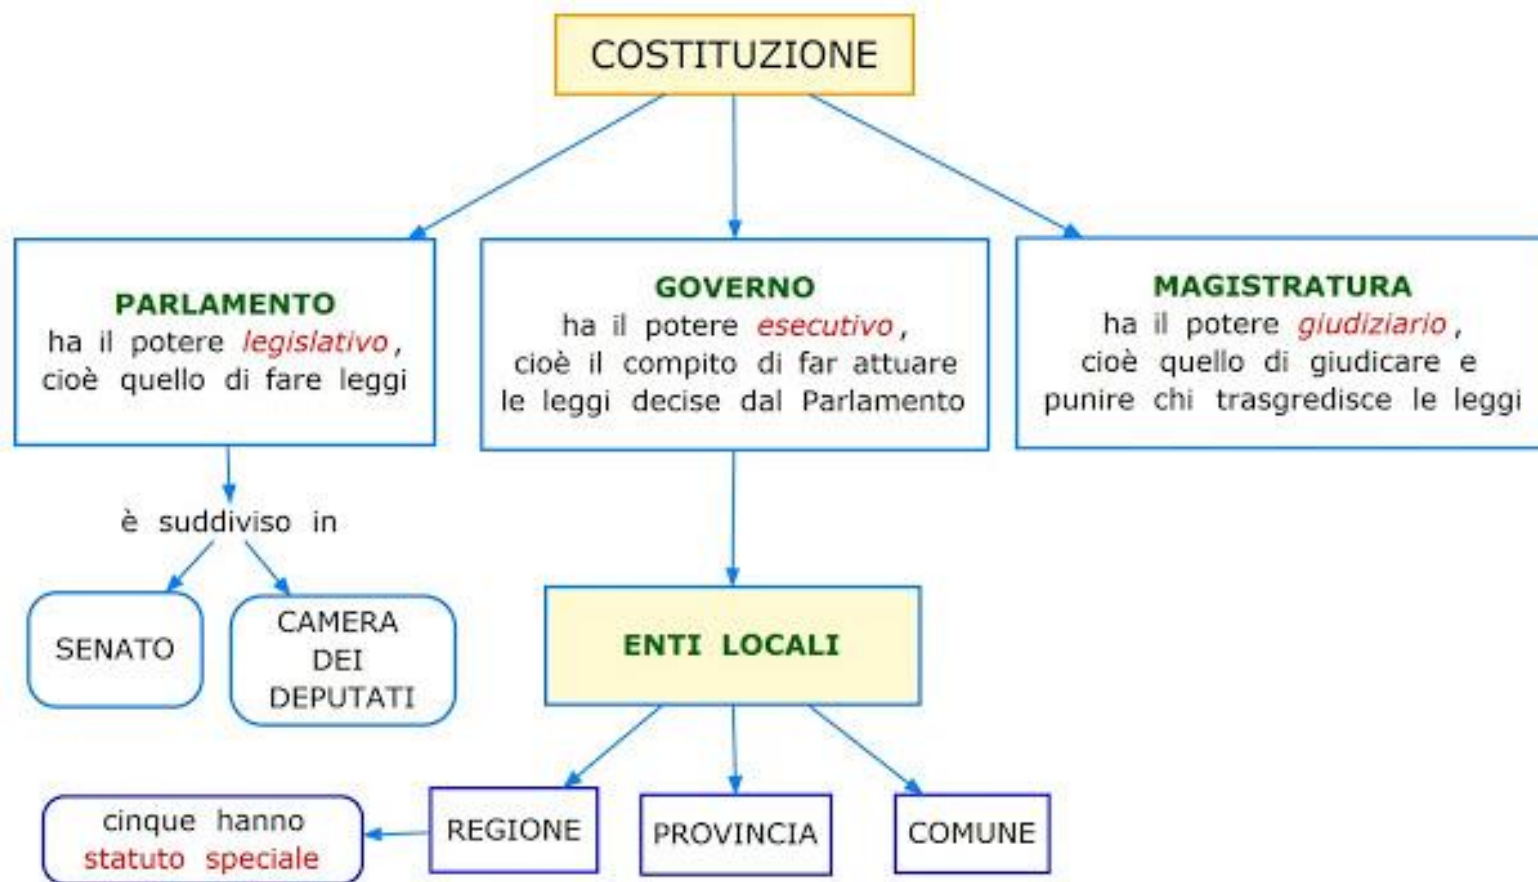 COSTITUZIONE
PARLAMENTO
ha il potere legislativo,
cioè quello di fare leggi
GOVERNO
ha il potere esecutivo,
cioè il compito di far attuare
le leggi decise dal Parlamento
MAGISTRATURA
ha il potere giudiziario,
cioè quello di giudicare e
punire chi trasgredisce le leggi
è suddiviso in
SENATO
CAMERA
DEI
DEPUTATI
ENTI LOCALI
cinque hanno
statuto speciale
REGIONE
PROVINCIA
COMUNE